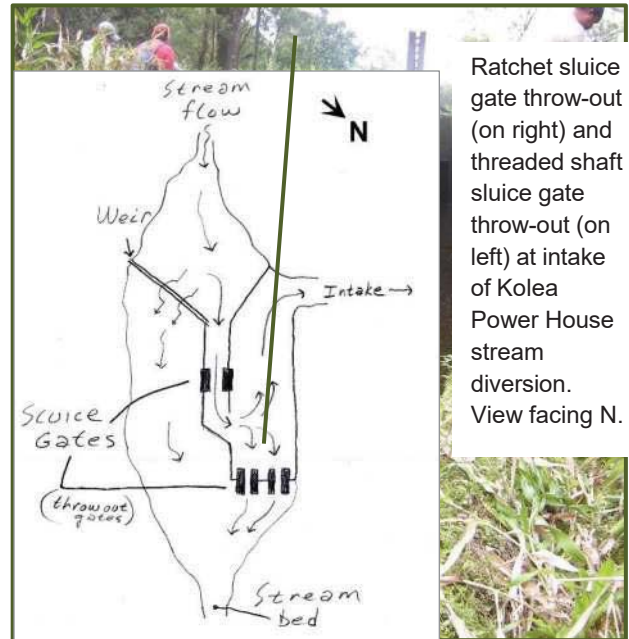 Stream
flow
N
Weir
Intake →
Sluice
Gates
(throwout
gates)
Stream
bed
Ratchet sluice
gate throw-out
(on right) and
threaded shaft
sluice gate
throw-out (on
left) at intake
of Kolea
Power House
stream
diversion.
View facing N.